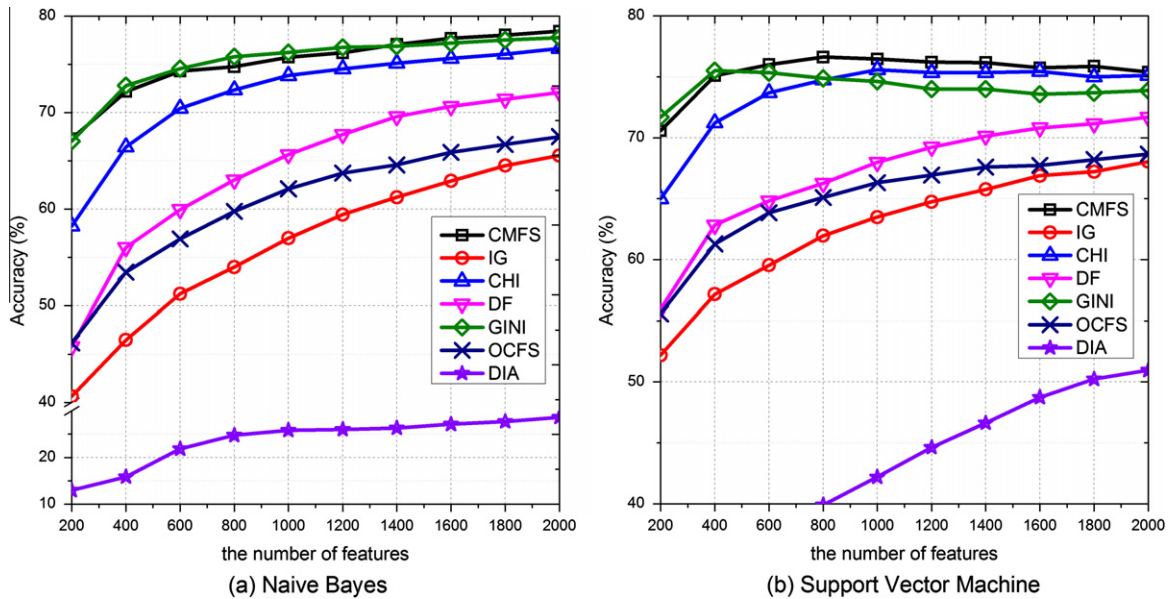 80
70
60
50
40
20
10
Accuracy (%)
CMFS
IG
CHI
DF
GINI
OCFS
DIA
200 400 600 800 1000 1200 1400 1600 1800 2000
the number of features
(a) Naive Bayes
80
70
60
50
40
Accuracy (%)
CMFS
IG
CHI
DF
GINI
OCFS
DIA
200 400 600 800 1000 1200 1400 1600 1800 2000
the number of features
(b) Support Vector Machine